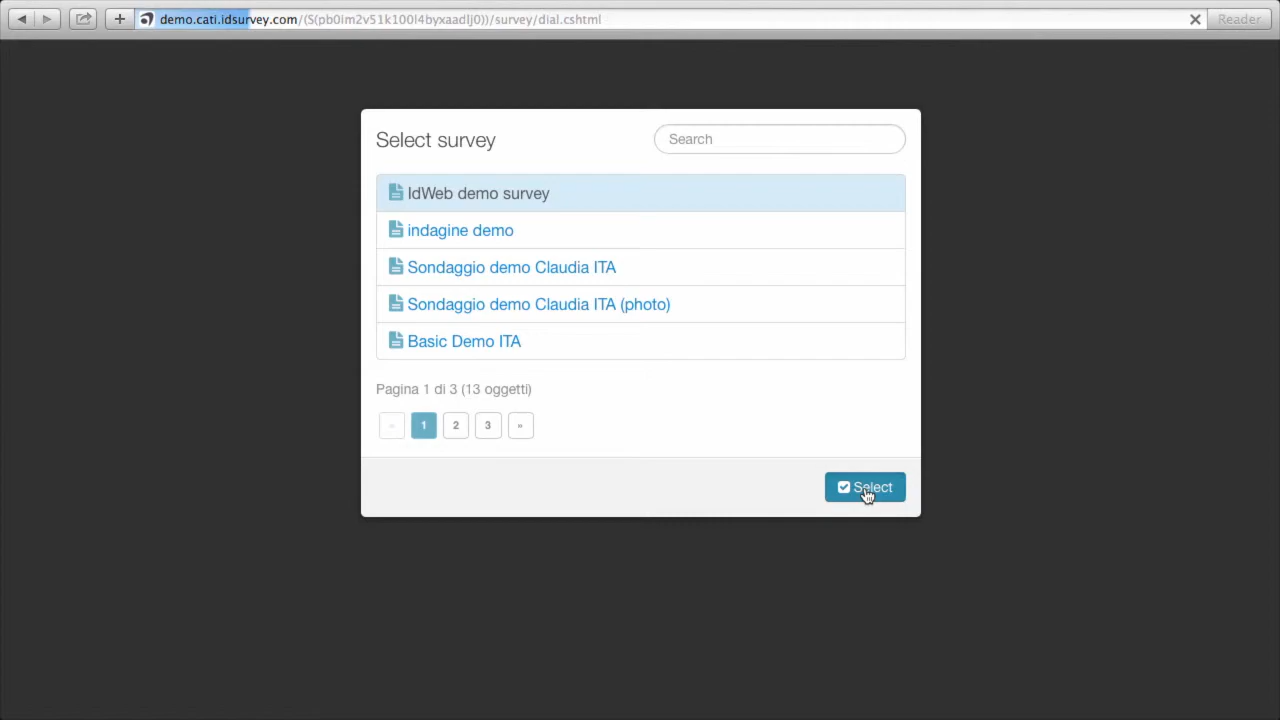 demo.cati.idsurvey.com/(S(pb0im2v51k100l4byxaadlj0))/survey/dial.cshtml
Reader
Select survey
Search
IdWeb demo survey
indagine demo
Sondaggio demo Claudia ITA
Sondaggio demo Claudia ITA (photo)
Basic Demo ITA
Pagina 1 di 3 (13 oggetti)
« 1 2 3 »
Select